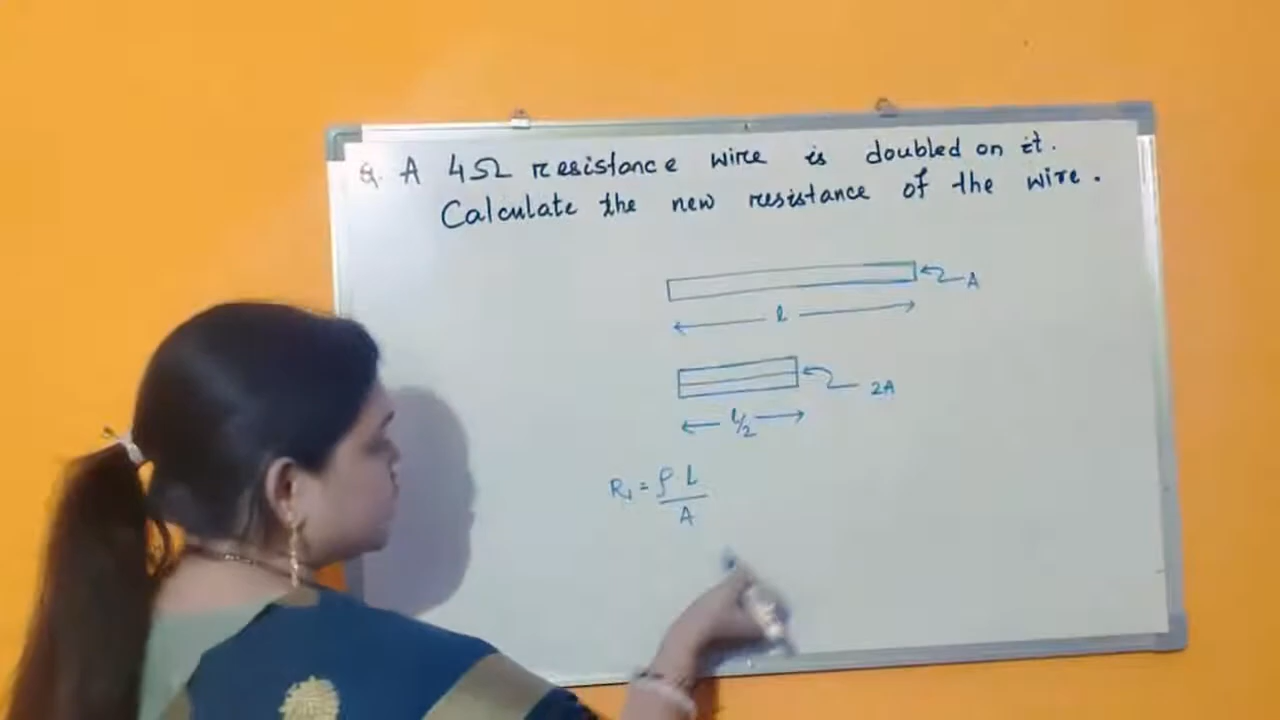 Q. A 4Ω resistance wire is doubled on it.
Calculate the new resistance of the wire.
A
l
2A
l/2
R₁ = ρ L
A